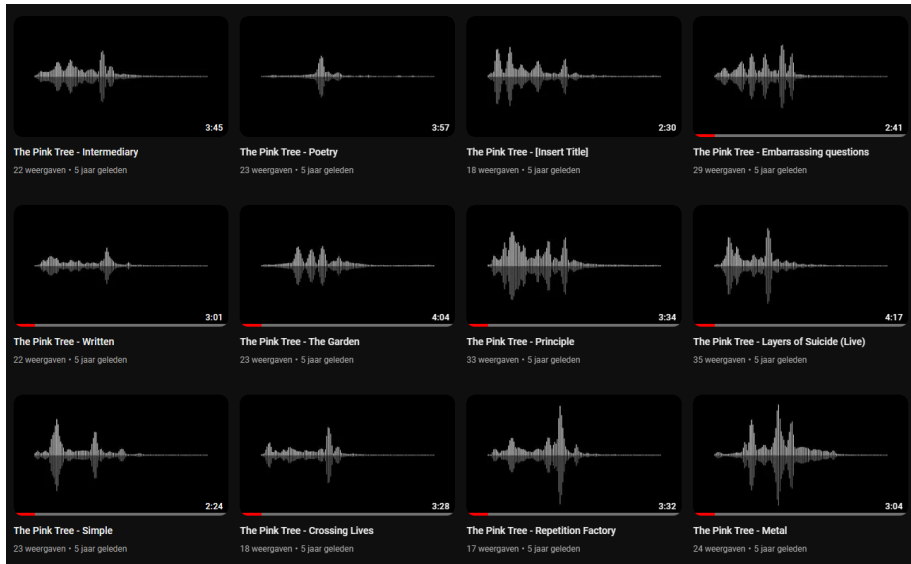 3:45
3:57
2:30
2:41
The Pink Tree - Intermediary
The Pink Tree - Poetry
The Pink Tree - [Insert Title]
The Pink Tree - Embarrassing questions
22 weergaven • 5 jaar geleden
23 weergaven • 5 jaar geleden
18 weergaven • 5 jaar geleden
29 weergaven • 5 jaar geleden
3:01
4:04
3:34
4:17
The Pink Tree - Written
The Pink Tree - The Garden
The Pink Tree - Principle
The Pink Tree - Layers of Suicide (Live)
22 weergaven • 5 jaar geleden
23 weergaven • 5 jaar geleden
33 weergaven • 5 jaar geleden
35 weergaven • 5 jaar geleden
2:24
3:28
3:32
3:04
The Pink Tree - Simple
The Pink Tree - Crossing Lives
The Pink Tree - Repetition Factory
The Pink Tree - Metal
23 weergaven • 5 jaar geleden
18 weergaven • 5 jaar geleden
17 weergaven • 5 jaar geleden
24 weergaven • 5 jaar geleden